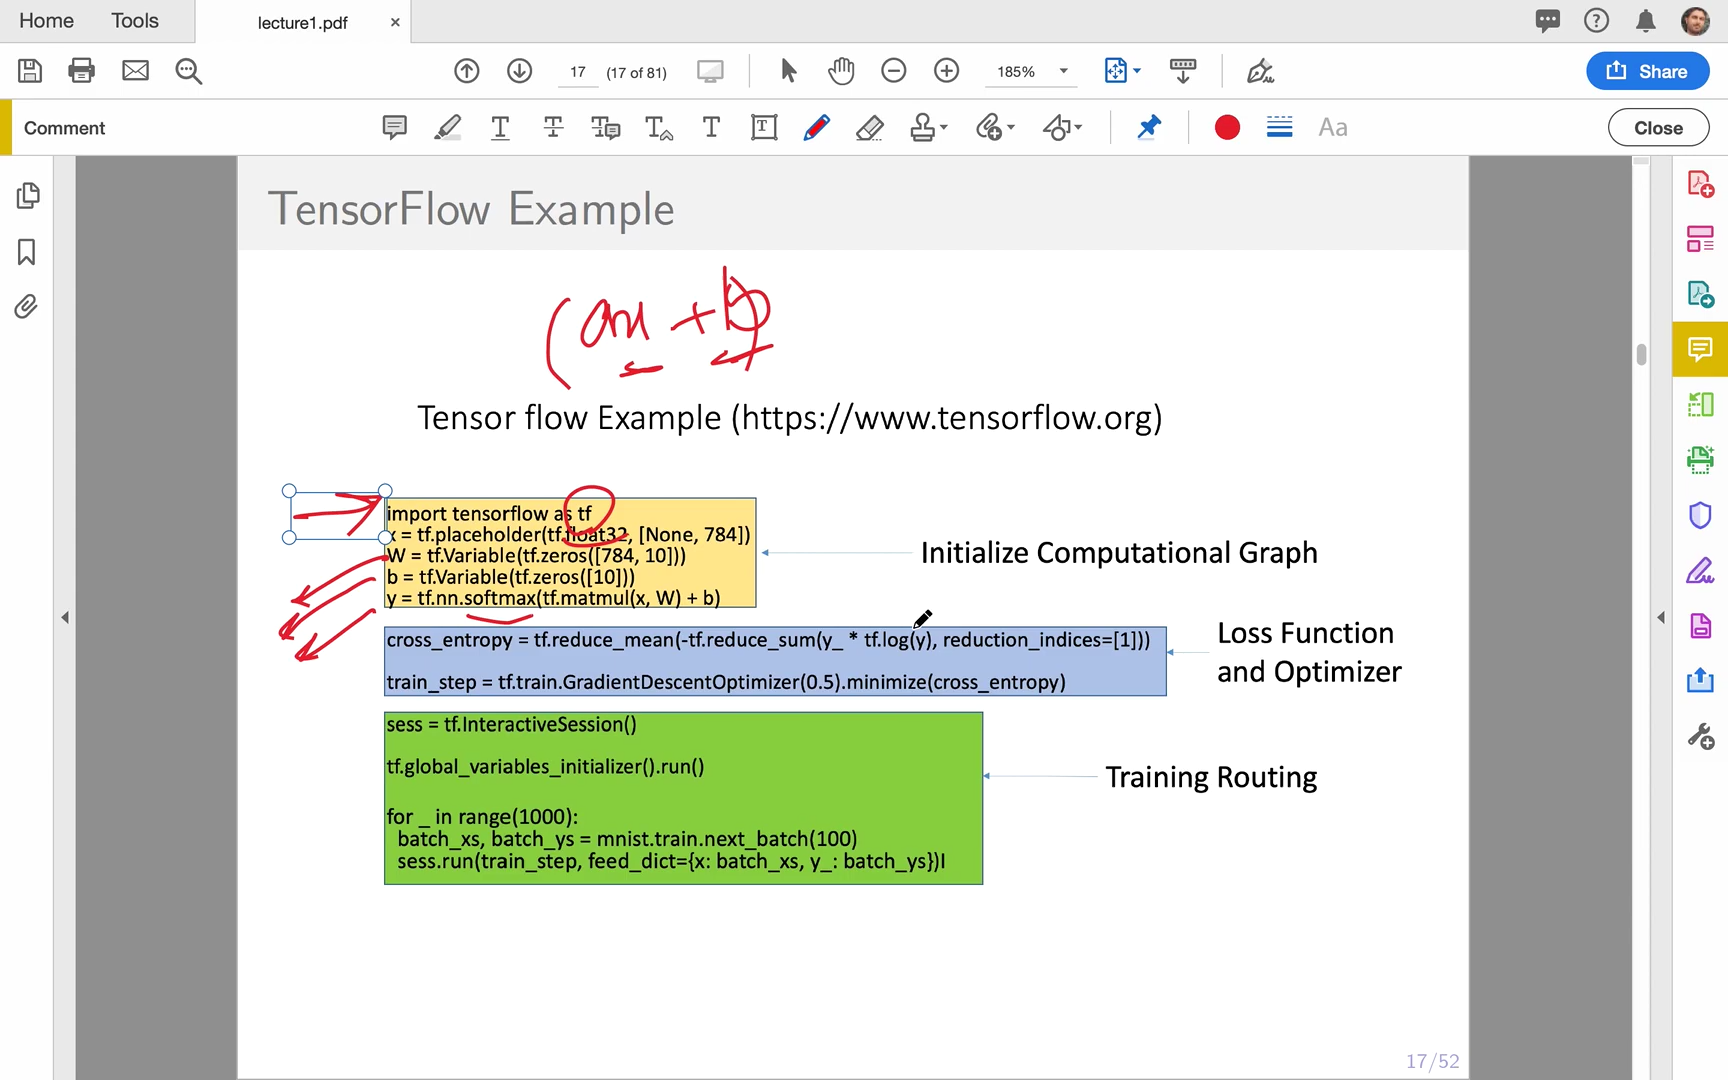 Home Tools lecture1.pdf ×
17 (17 of 81) 185% Share
Comment Aa Close
TensorFlow Example
(ax + b)
Tensor flow Example (https://www.tensorflow.org)
import tensorflow as tf
x = tf.placeholder(tf.float32, [None, 784])
W = tf.Variable(tf.zeros([784, 10]))
b = tf.Variable(tf.zeros([10]))
y = tf.nn.softmax(tf.matmul(x, W) + b)
Initialize Computational Graph
cross_entropy = tf.reduce_mean(-tf.reduce_sum(y_ * tf.log(y), reduction_indices=[1]))
train_step = tf.train.GradientDescentOptimizer(0.5).minimize(cross_entropy)
Loss Function
and Optimizer
sess = tf.InteractiveSession()
tf.global_variables_initializer().run()
for _ in range(1000):
batch_xs, batch_ys = mnist.train.next_batch(100)
sess.run(train_step, feed_dict={x: batch_xs, y_: batch_ys})l
Training Routing
17/52